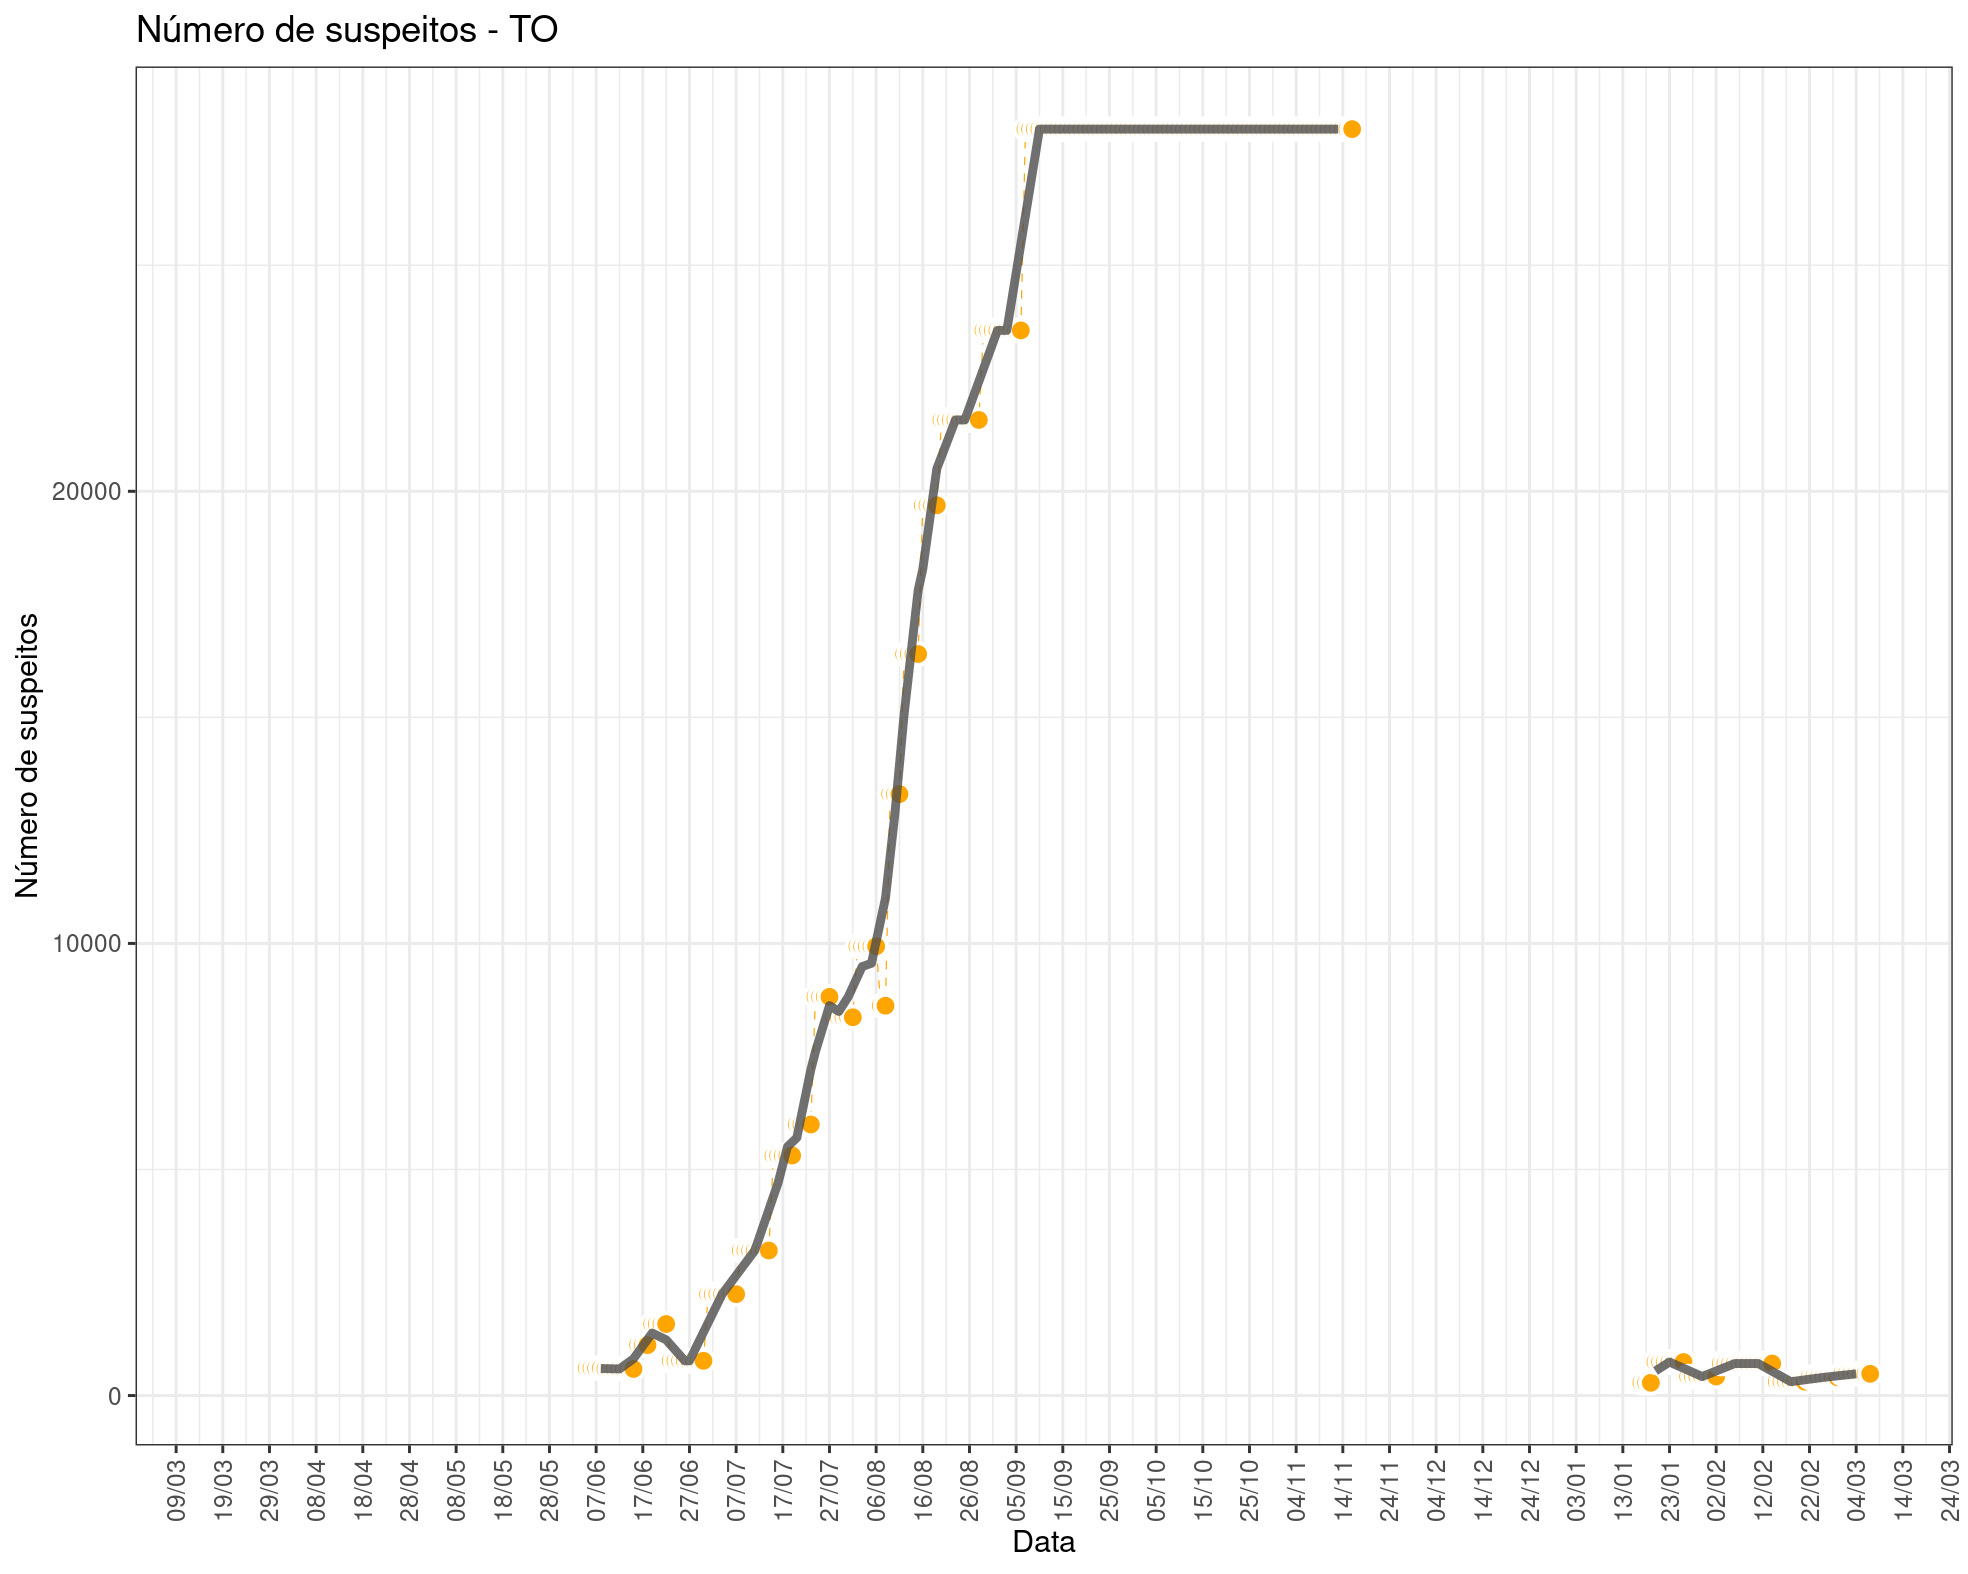 Número de suspeitos - TO
Número de suspeitos
20000
10000
0
09/03 19/03 29/03 08/04 18/04 28/04 08/05 18/05 28/05 07/06 17/06 27/06 07/07 17/07 27/07 06/08 16/08 26/08 05/09 15/09 25/09 05/10 15/10 25/10 04/11 14/11 24/11 04/12 14/12 24/12 03/01 13/01 23/01 02/02 12/02 22/02 04/03 14/03 24/03
Data